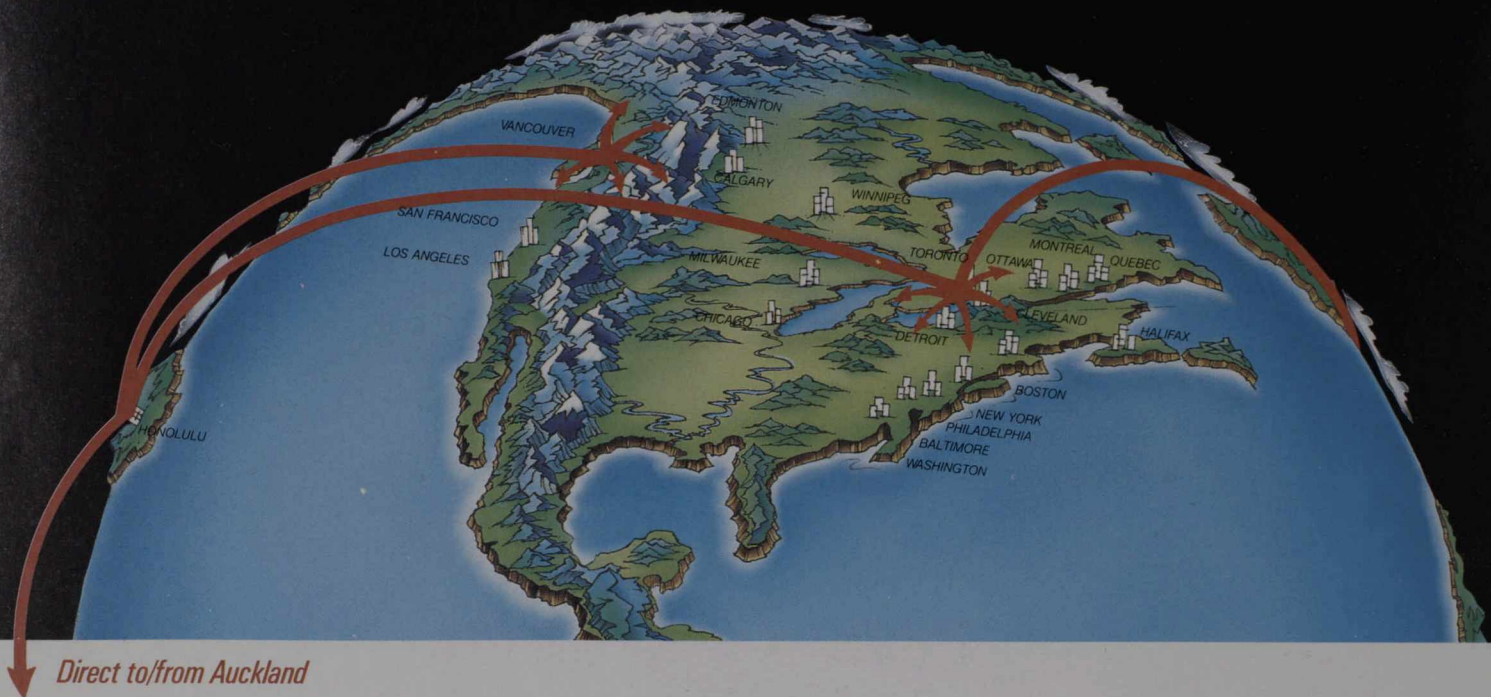 EDMONTON
VANCOUVER
CALGARY
WINNIPEG
SAN FRANCISCO
LOS ANGELES
MILWAUKEE
TORONTO
OTTAWA
MONTREAL
QUEBEC
CHICAGO
DETROIT
LEVELAND
HALIFAX
BOSTON
NEW YORK
PHILADELPHIA
BALTIMORE
WASHINGTON
HONOLULU
Direct to/from Auckland